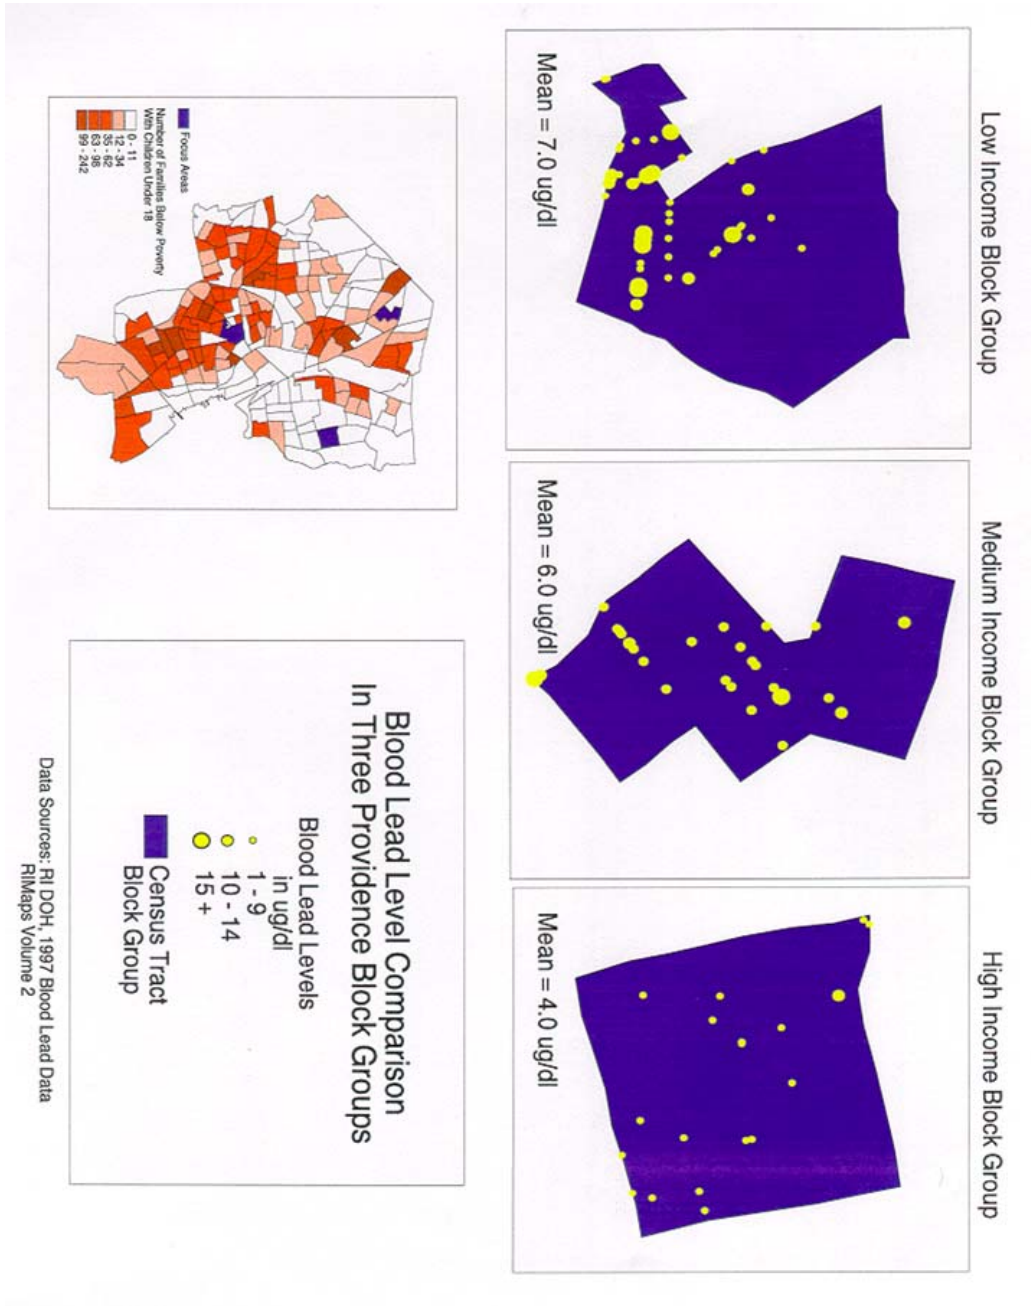 Low Income Block Group
Mean = 7.0 ug/dl
Medium Income Block Group
Mean = 6.0 ug/dl
High Income Block Group
Mean = 4.0 ug/dl
Focus Areas
Number of Families Below Poverty
With Children Under 18
0 - 11
12 - 34
35 - 62
63 - 98
99 - 242
Blood Lead Level Comparison
In Three Providence Block Groups
Blood Lead Levels
in ug/dl
1 - 9
10 - 14
15 +
Census Tract
Block Group
Data Sources: RI DOH, 1997 Blood Lead Data
RIMaps Volume 2